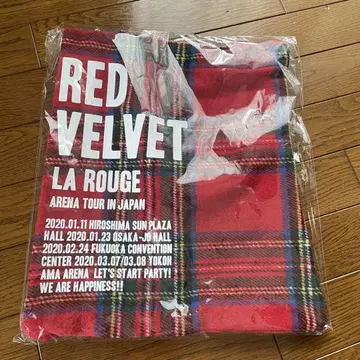 RED
VELVET
LA ROUGE
ARENA TOUR IN JAPAN
2020.01.11 HIROSHIMA SUN PLAZA
HALL 2020.01.23 OSAKA-JO HALL
2020.02.24 FUKUOKA CONVENTION
CENTER 2020.03.07/03.08 YOKOH
AMA ARENA LET'S START PARTY!
WE ARE HAPPINESS!!